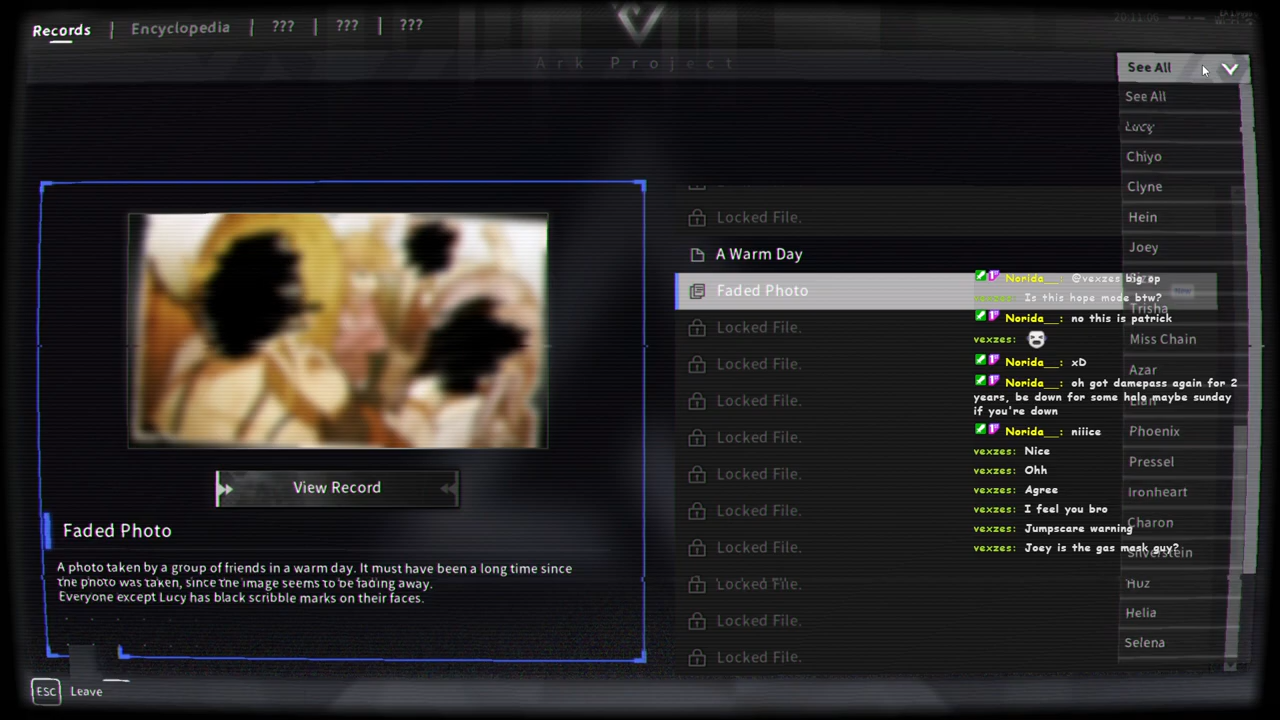 Records | Encyclopedia | ??? | ??? | ???
Ark Project
See All
See All
Lucy
Chiyo
Clyne
Hein
Joey
Trisha
Miss Chain
Azar
Lian
Phoenix
Pressel
Ironheart
Charon
Silverstein
Huz
Helia
Selena
Locked File.
A Warm Day
Faded Photo
New
Locked File.
Locked File.
Locked File.
Locked File.
Locked File.
Locked File.
Locked File.
Locked File.
Locked File.
Locked File.
Norida__: @vexzes big op
vexzes: Is this hope mode btw?
Norida__: no this is patrick
vexzes:
Norida__: xD
Norida__: oh got damepass again for 2
years, be down for some halo maybe sunday
if you're down
Norida__: niiice
vexzes: Nice
vexzes: Ohh
vexzes: Agree
vexzes: I feel you bro
vexzes: Jumpscare warning
vexzes: Joey is the gas mask guy?
View Record
Faded Photo
A photo taken by a group of friends in a warm day. It must have been a long time since
the photo was taken, since the image seems to be fading away.
Everyone except Lucy has black scribble marks on their faces.
ESC Leave